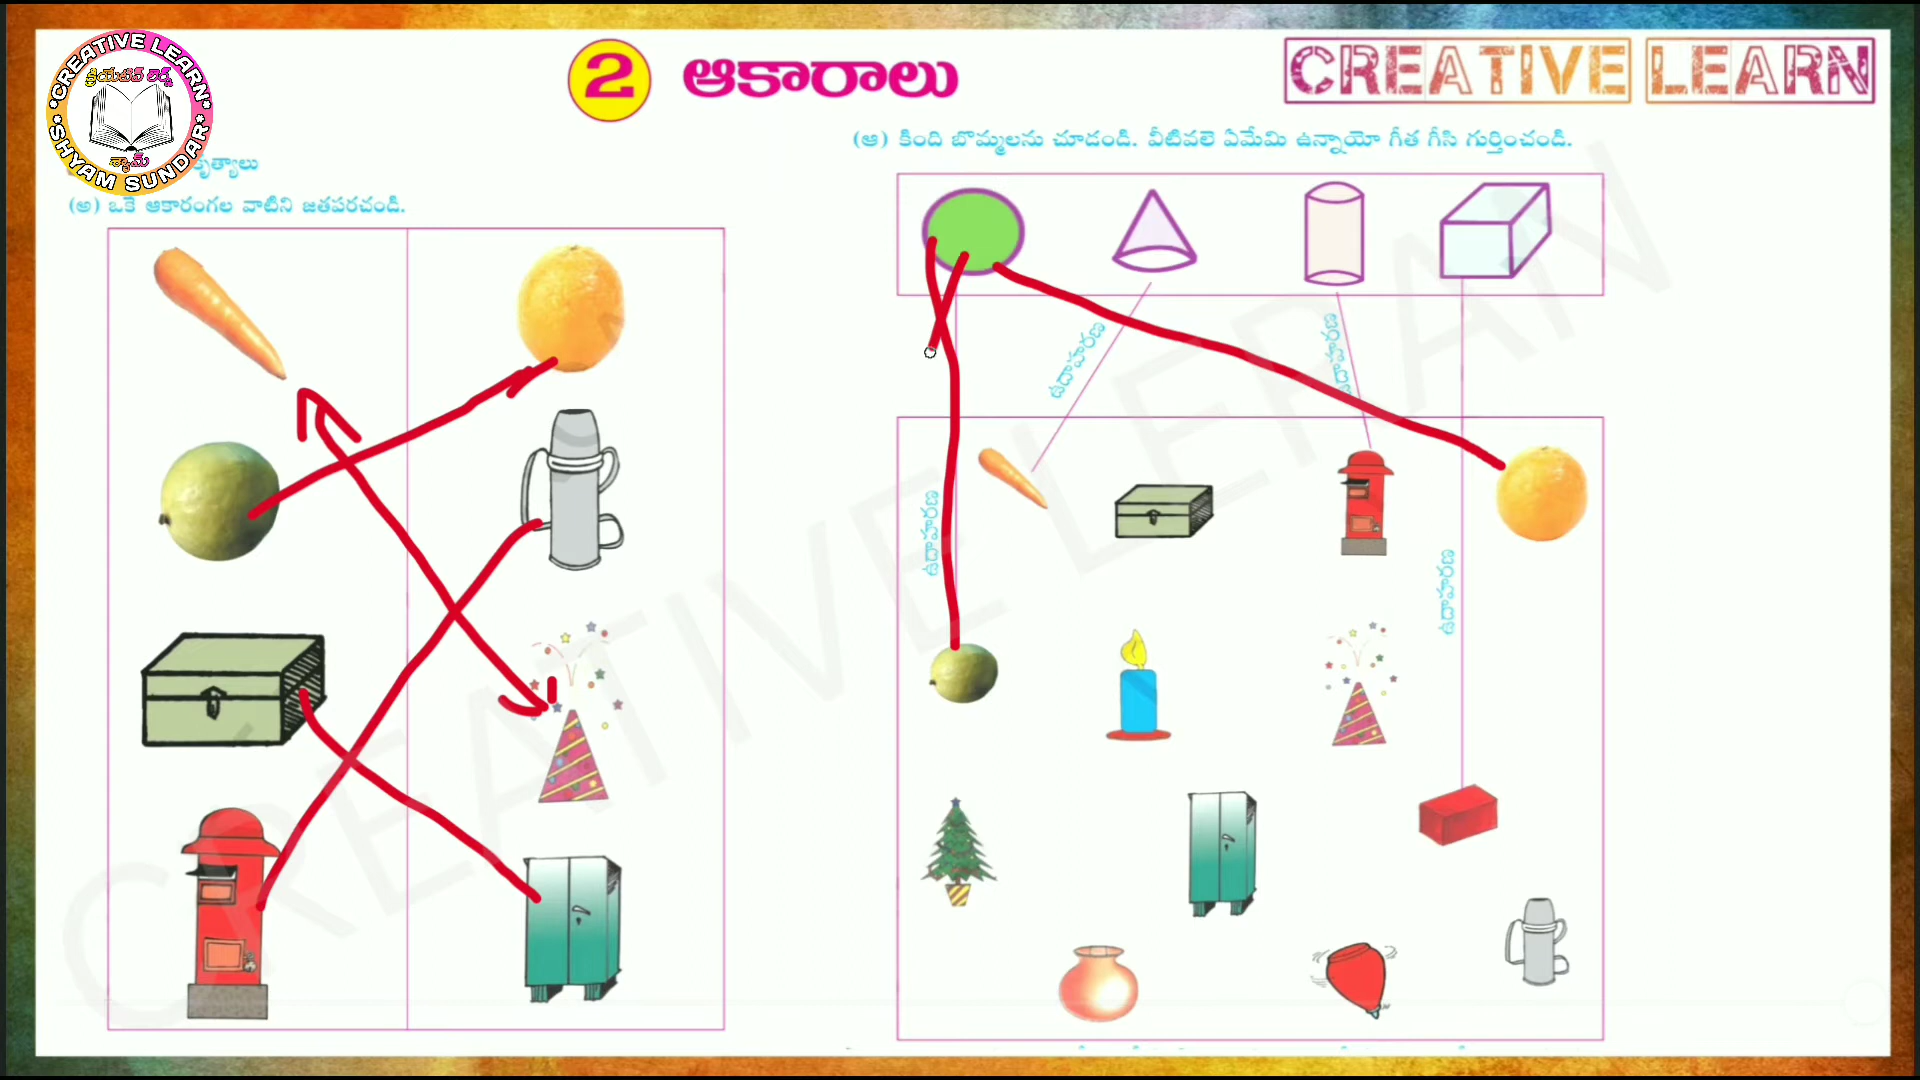 CREATIVE LEARN
క్రియేటివ్ లెర్న్
శ్యామ్
SHYAM SUNDAR
2 ఆకారాలు
CREATIVE LEARN
కృత్యాలు
(అ) ఒకే ఆకారంగల వాటిని జతపరచండి.
(ఆ) కింది బొమ్మలను చూడండి. వీటివలె ఏమేమి ఉన్నాయో గీత గీసి గుర్తించండి.
ఉదాహరణ
ఉదాహరణ
ఉదాహరణ
ఉదాహరణ